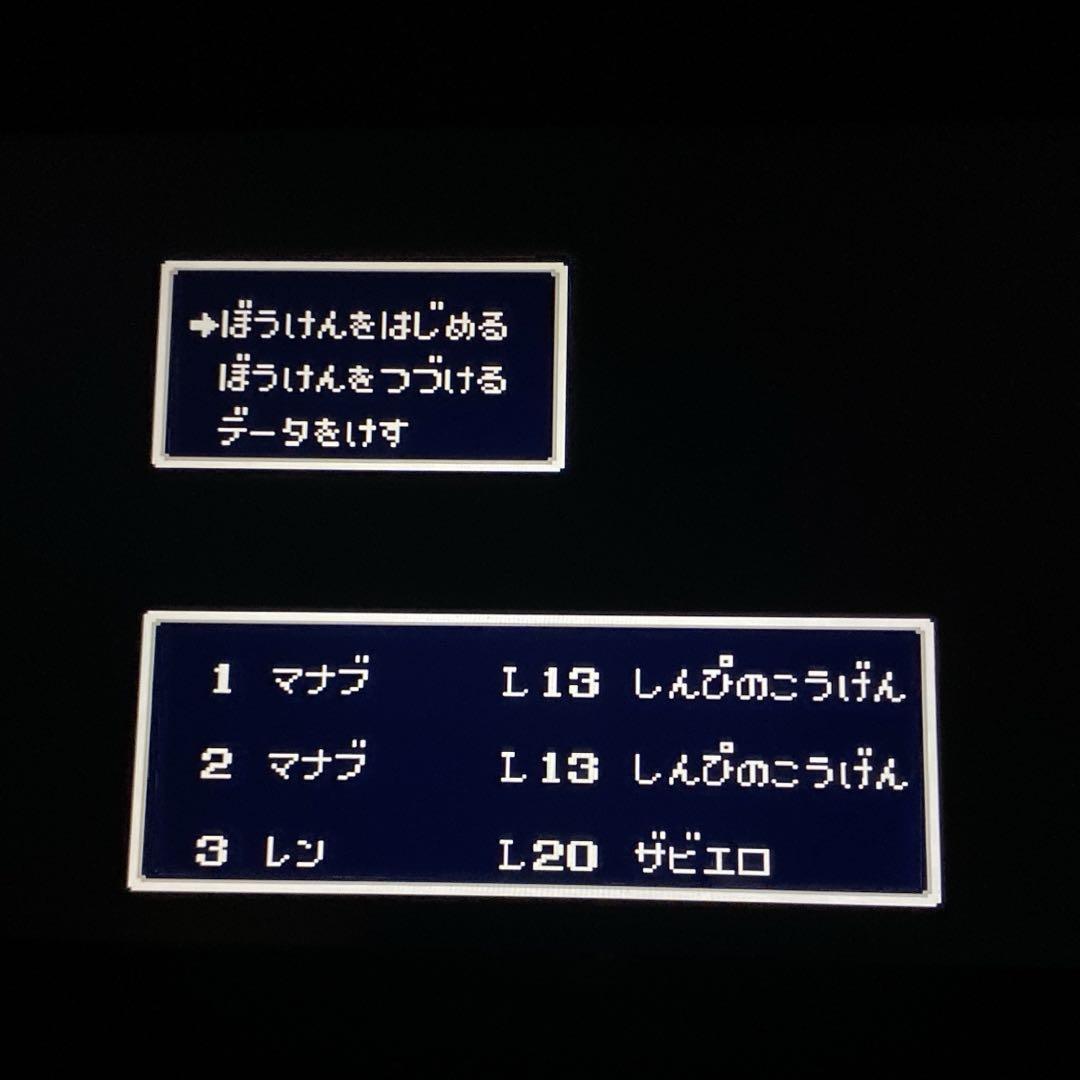 ➡ぼうけんをはじめる
ぼうけんをつづける
データをけす
1 マナブ L13 しんぴのこうげん
2 マナブ L13 しんぴのこうげん
3 レン L20 ザビエロ